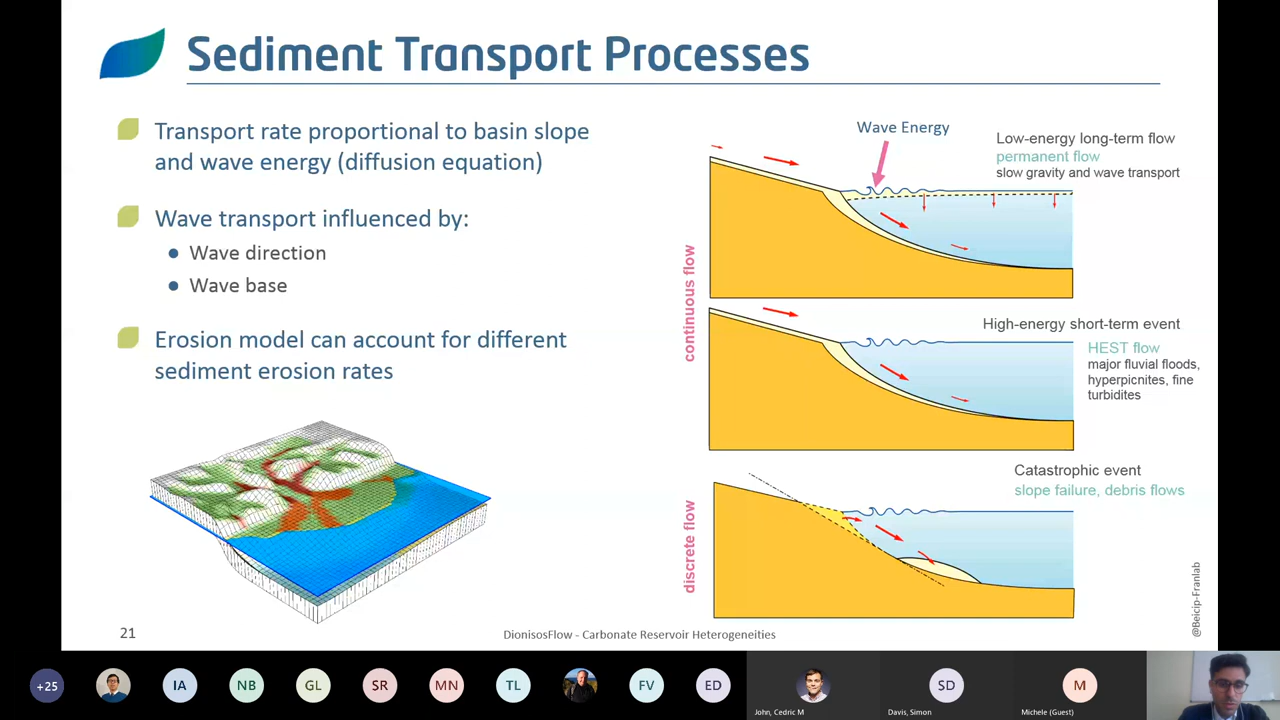 Sediment Transport Processes
Transport rate proportional to basin slope
and wave energy (diffusion equation)
Wave transport influenced by:
Wave direction
Wave base
Erosion model can account for different
sediment erosion rates
Wave Energy
Low-energy long-term flow
permanent flow
slow gravity and wave transport
continuous flow
High-energy short-term event
HEST flow
major fluvial floods,
hyperpicnites, fine
turbidites
Catastrophic event
slope failure, debris flows
discrete flow
@Beicip-Franlab
21
DionisosFlow - Carbonate Reservoir Heterogeneities
+25
IA
NB
GL
SR
MN
TL
FV
ED
John, Cedric M
SD
Davis, Simon
M
Michele (Guest)